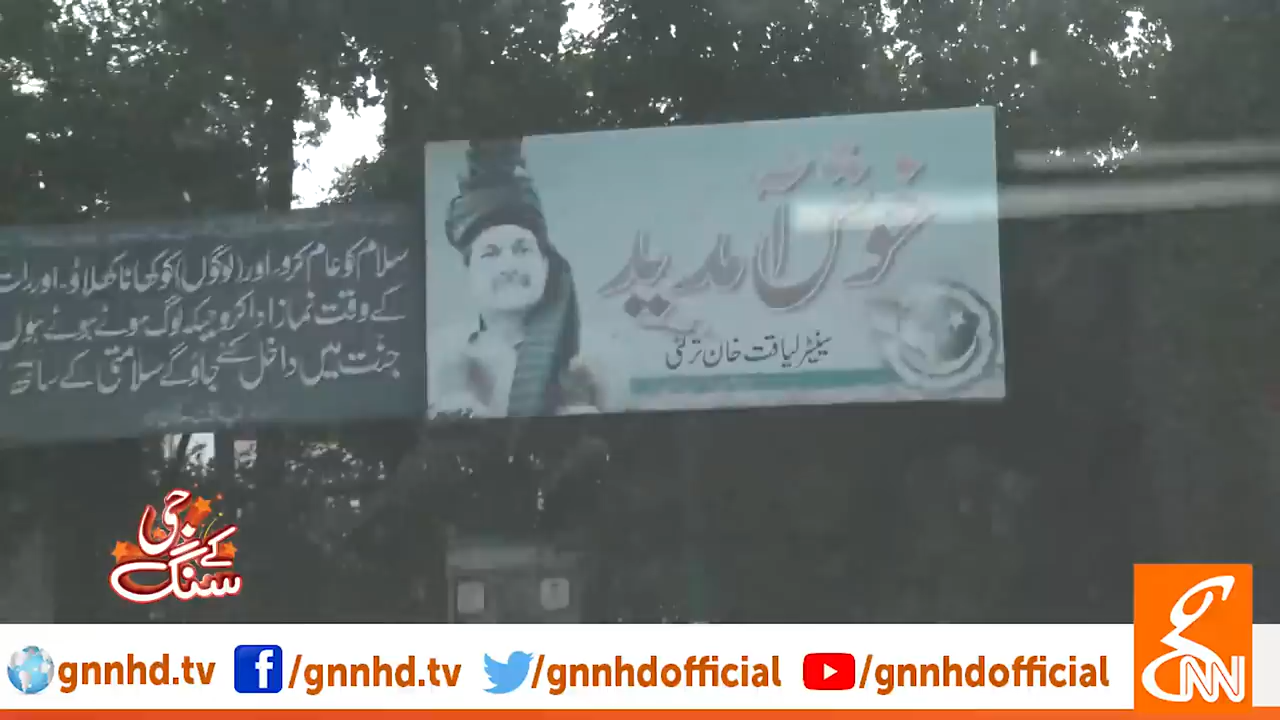 خوش آمدید
سینیٹر لیاقت خان ترکئی
سلام کو عام کرو۔ اور (لوگوں) کو کھانا کھلاؤ۔ اور رات
کے وقت نماز ادا کرو جبکہ لوگ سوئے ہوئے ہوں
جنت میں داخل کئے جاؤ گے سلامتی کے ساتھ
جی
کے
سنگ
gnnhd.tv
/gnnhd.tv
/gnnhdofficial
/gnnhdofficial
GNN